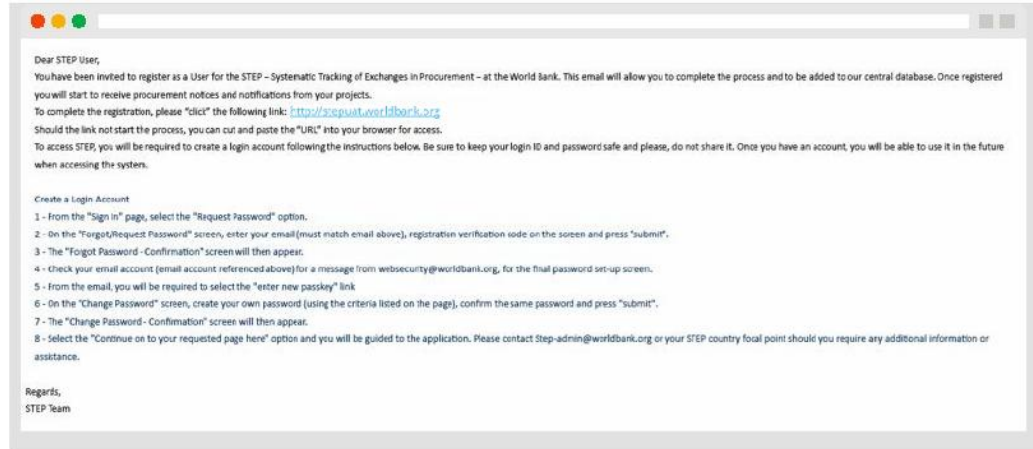 Dear STEP User,
You have been invited to register as a User for the STEP – Systematic Tracking of Exchanges in Procurement – at the World Bank. This email will allow you to complete the process and to be added to our central database. Once registered
you will start to receive procurement notices and notifications from your projects.
To complete the registration, please "click" the following link: http://stepuat.worldbank.org
Should the link not start the process, you can cut and paste the "URL" into your browser for access.
To access STEP, you will be required to create a login account following the instructions below. Be sure to keep your login ID and password safe and please, do not share it. Once you have an account, you will be able to use it in the future
when accessing the system.
Create a Login Account
1 - From the "Sign In" page, select the "Request Password" option.
2 - On the "Forgot/Request Password" screen, enter your email (must match email above), registration verification code on the screen and press "submit".
3 - The "Forgot Password - Confirmation" screen will then appear.
4 - Check your email account (email account referenced above) for a message from websecurity@worldbank.org, for the final password set-up screen.
5 - From the email, you will be required to select the "enter new passkey" link
6 - On the "Change Password" screen, create your own password (using the criteria listed on the page), confirm the same password and press "submit".
7 - The "Change Password - Confirmation" screen will then appear.
8 - Select the "Continue on to your requested page here" option and you will be guided to the application. Please contact Step-admin@worldbank.org or your STEP country focal point should you require any additional information or
assistance.
Regards,
STEP Team